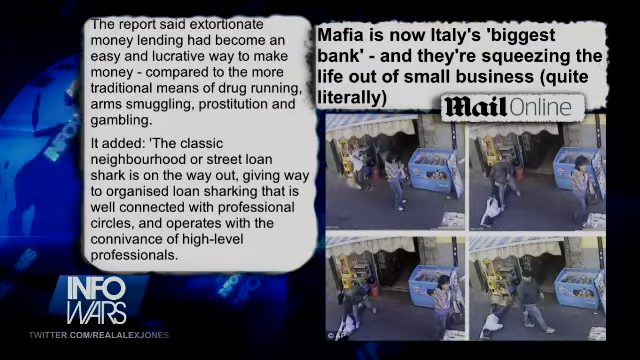 The report said extortionate
money lending had become an
easy and lucrative way to make
money - compared to the more
traditional means of drug running,
arms smuggling, prostitution and
gambling.
It added: 'The classic
neighbourhood or street loan
shark is on the way out, giving way
to organised loan sharking that is
well connected with professional
circles, and operates with the
connivance of high-level
professionals.
Mafia is now Italy's 'biggest
bank' - and they're squeezing the
life out of small business (quite
literally)
Mail Online
© AP
INFO
WARS
TWITTER.COM/REALALEXJONES